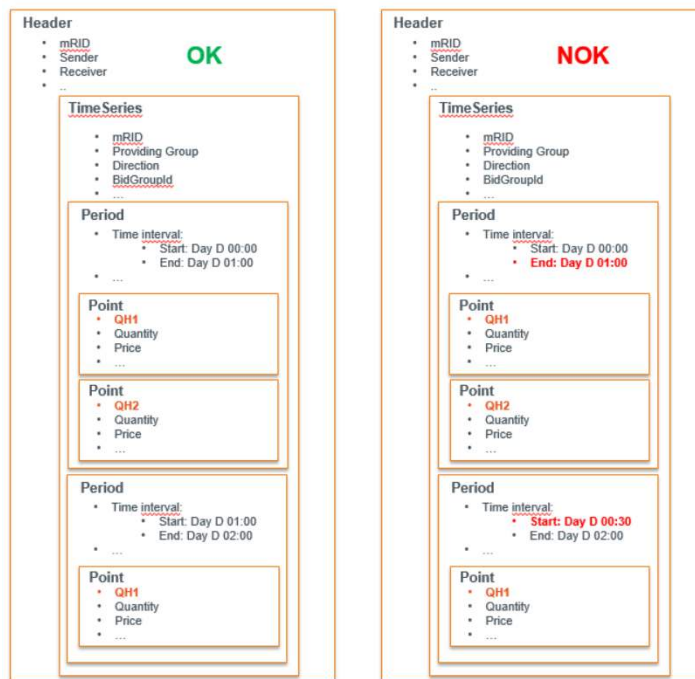 Header
• mRID
• Sender
• Receiver
• ..
OK
TimeSeries
• mRID
• Providing Group
• Direction
• BidGroupId
• ...
Period
• Time interval:
• Start: Day D 00:00
• End: Day D 01:00
• ...
Point
• QH1
• Quantity
• Price
• ...
Point
• QH2
• Quantity
• Price
• ...
Period
• Time interval:
• Start: Day D 01:00
• End: Day D 02:00
• ...
Point
• QH1
• Quantity
• Price
• ...
Header
• mRID
• Sender
• Receiver
• ..
NOK
TimeSeries
• mRID
• Providing Group
• Direction
• BidGroupId
• ...
Period
• Time interval:
• Start: Day D 00:00
• End: Day D 01:00
• ...
Point
• QH1
• Quantity
• Price
• ...
Point
• QH2
• Quantity
• Price
• ...
Period
• Time interval:
• Start: Day D 00:30
• End: Day D 02:00
• ...
Point
• QH1
• Quantity
• Price
• ...